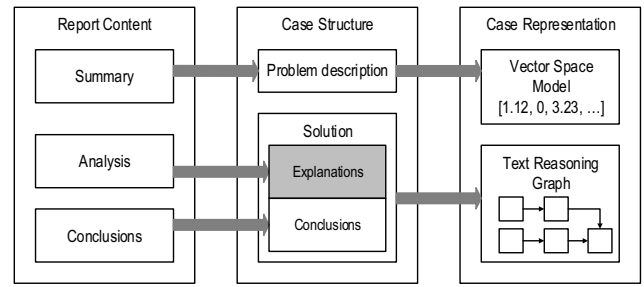 Report Content
Summary
Analysis
Conclusions
Case Structure
Problem description
Solution
Explanations
Conclusions
Case Representation
Vector Space
Model
[1.12, 0, 3.23, …]
Text Reasoning
Graph